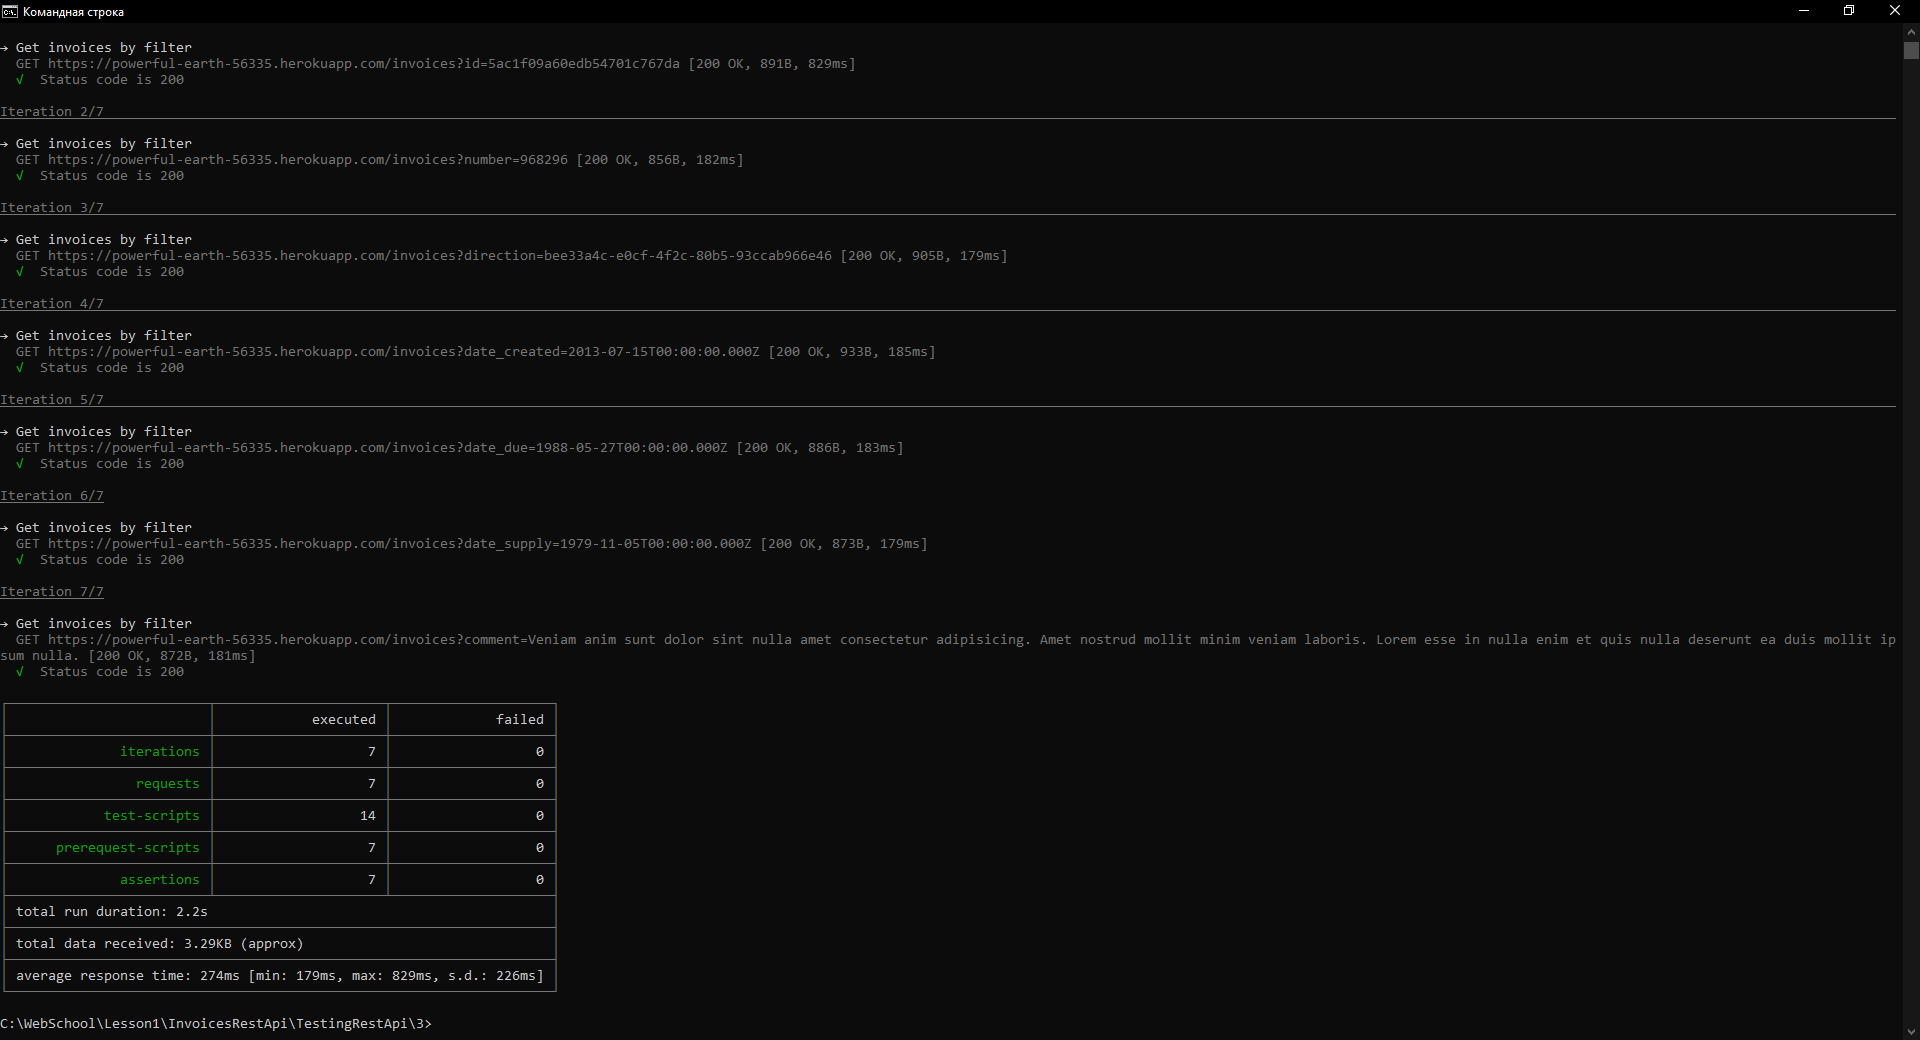 Командная строка
→ Get invoices by filter
GET https://powerful-earth-56335.herokuapp.com/invoices?id=5ac1f09a60edb54701c767da [200 OK, 891B, 829ms]
√ Status code is 200
Iteration 2/7
→ Get invoices by filter
GET https://powerful-earth-56335.herokuapp.com/invoices?number=968296 [200 OK, 856B, 182ms]
√ Status code is 200
Iteration 3/7
→ Get invoices by filter
GET https://powerful-earth-56335.herokuapp.com/invoices?direction=bee33a4c-e0cf-4f2c-80b5-93ccab966e46 [200 OK, 905B, 179ms]
√ Status code is 200
Iteration 4/7
→ Get invoices by filter
GET https://powerful-earth-56335.herokuapp.com/invoices?date_created=2013-07-15T00:00:00.000Z [200 OK, 933B, 185ms]
√ Status code is 200
Iteration 5/7
→ Get invoices by filter
GET https://powerful-earth-56335.herokuapp.com/invoices?date_due=1988-05-27T00:00:00.000Z [200 OK, 886B, 183ms]
√ Status code is 200
Iteration 6/7
→ Get invoices by filter
GET https://powerful-earth-56335.herokuapp.com/invoices?date_supply=1979-11-05T00:00:00.000Z [200 OK, 873B, 179ms]
√ Status code is 200
Iteration 7/7
→ Get invoices by filter
GET https://powerful-earth-56335.herokuapp.com/invoices?comment=Veniam anim sunt dolor sint nulla amet consectetur adipisicing. Amet nostrud mollit minim veniam laboris. Lorem esse in nulla enim et quis nulla deserunt ea duis mollit ip
sum nulla. [200 OK, 872B, 181ms]
√ Status code is 200
executed failed
iterations 7 0
requests 7 0
test-scripts 14 0
prerequest-scripts 7 0
assertions 7 0
total run duration: 2.2s
total data received: 3.29KB (approx)
average response time: 274ms [min: 179ms, max: 829ms, s.d.: 226ms]
C:\WebSchool\Lesson1\InvoicesRestApi\TestingRestApi\3>